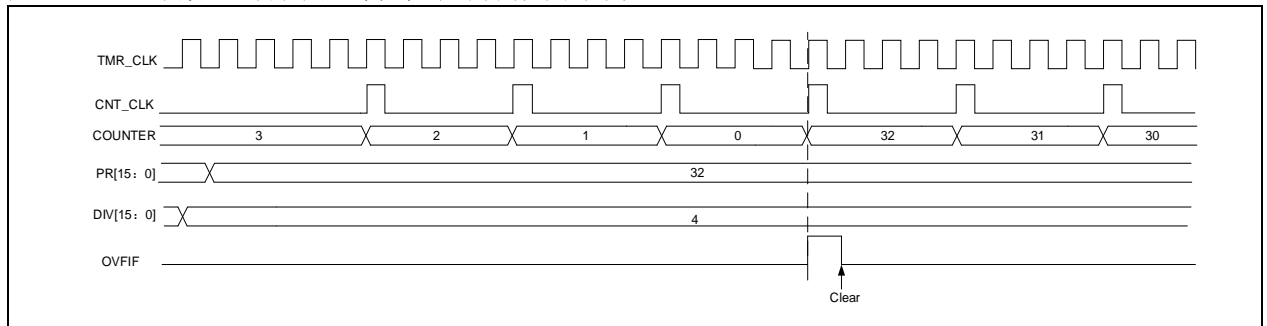 TMR_CLK
CNT_CLK
COUNTER 3 2 1 0 32 31 30
PR[15：0] 32
DIV[15：0] 4
OVFIF
Clear